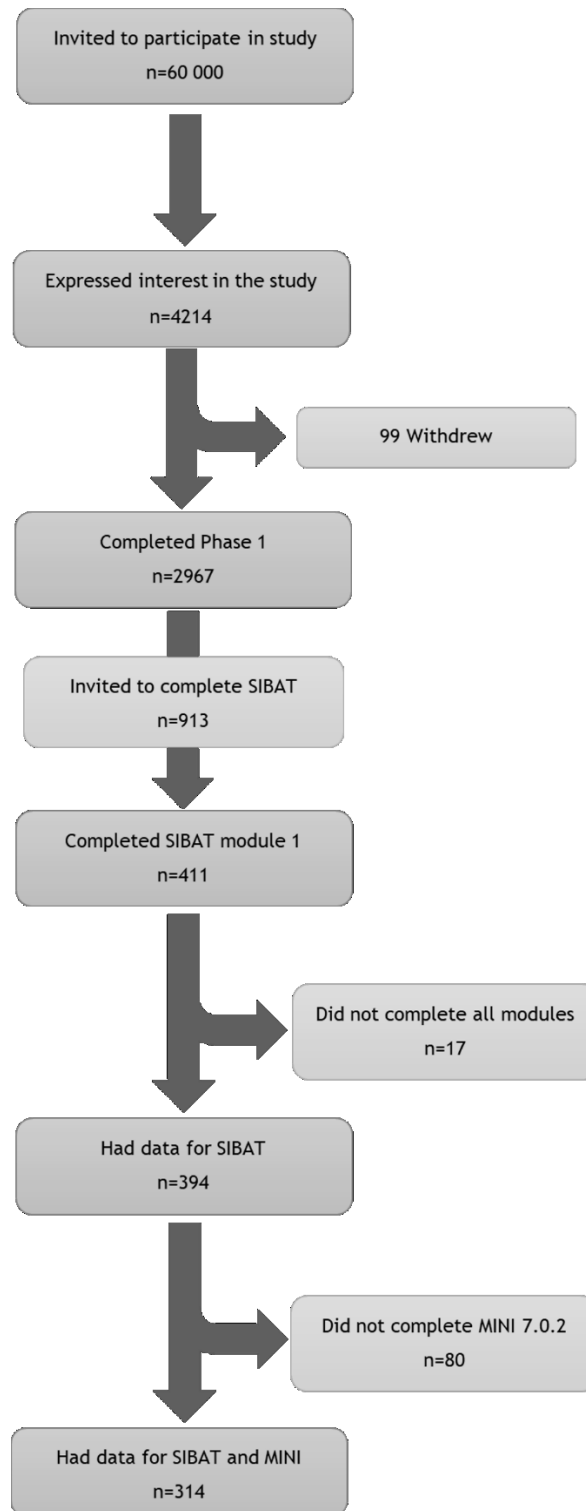 Invited to participate in study
n=60 000
Expressed interest in the study
n=4214
99 Withdrew
Completed Phase 1
n=2967
Invited to complete SIBAT
n=913
Completed SIBAT module 1
n=411
Did not complete all modules
n=17
Had data for SIBAT
n=394
Did not complete MINI 7.0.2
n=80
Had data for SIBAT and MINI
n=314